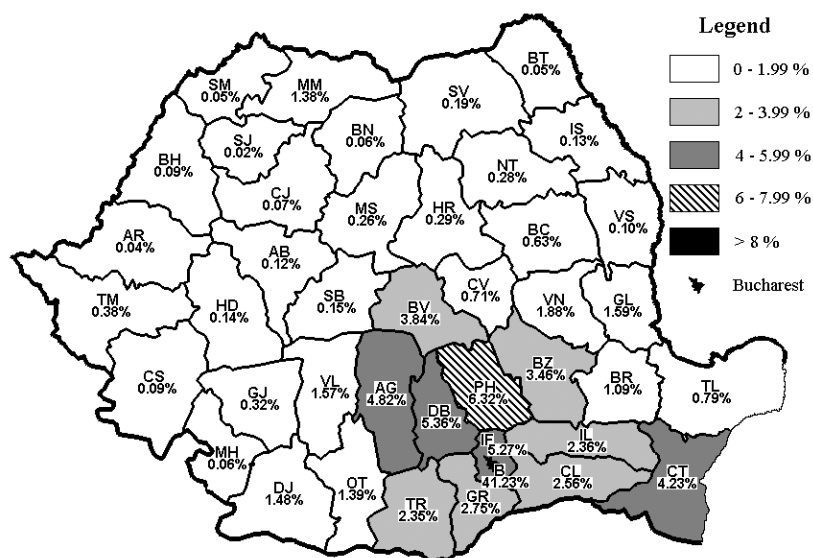 Legend
0 - 1.99 %
2 - 3.99 %
4 - 5.99 %
6 - 7.99 %
> 8 %
Bucharest
SM
0.05%
MM
1.38%
SV
0.19%
BT
0.05%
BH
0.09%
SJ
0.02%
BN
0.06%
IS
0.13%
NT
0.28%
CJ
0.07%
MS
0.26%
HR
0.29%
BC
0.63%
VS
0.10%
AR
0.04%
AB
0.12%
TM
0.38%
HD
0.14%
SB
0.15%
BV
3.84%
CV
0.71%
VN
1.88%
GL
1.59%
CS
0.09%
GJ
0.32%
VL
1.57%
AG
4.82%
DB
5.36%
PH
6.32%
BZ
3.46%
BR
1.09%
TL
0.79%
MH
0.06%
DJ
1.48%
OT
1.39%
TR
2.35%
GR
2.75%
IF
5.27%
B
41.23%
IL
2.36%
CL
2.56%
CT
4.23%